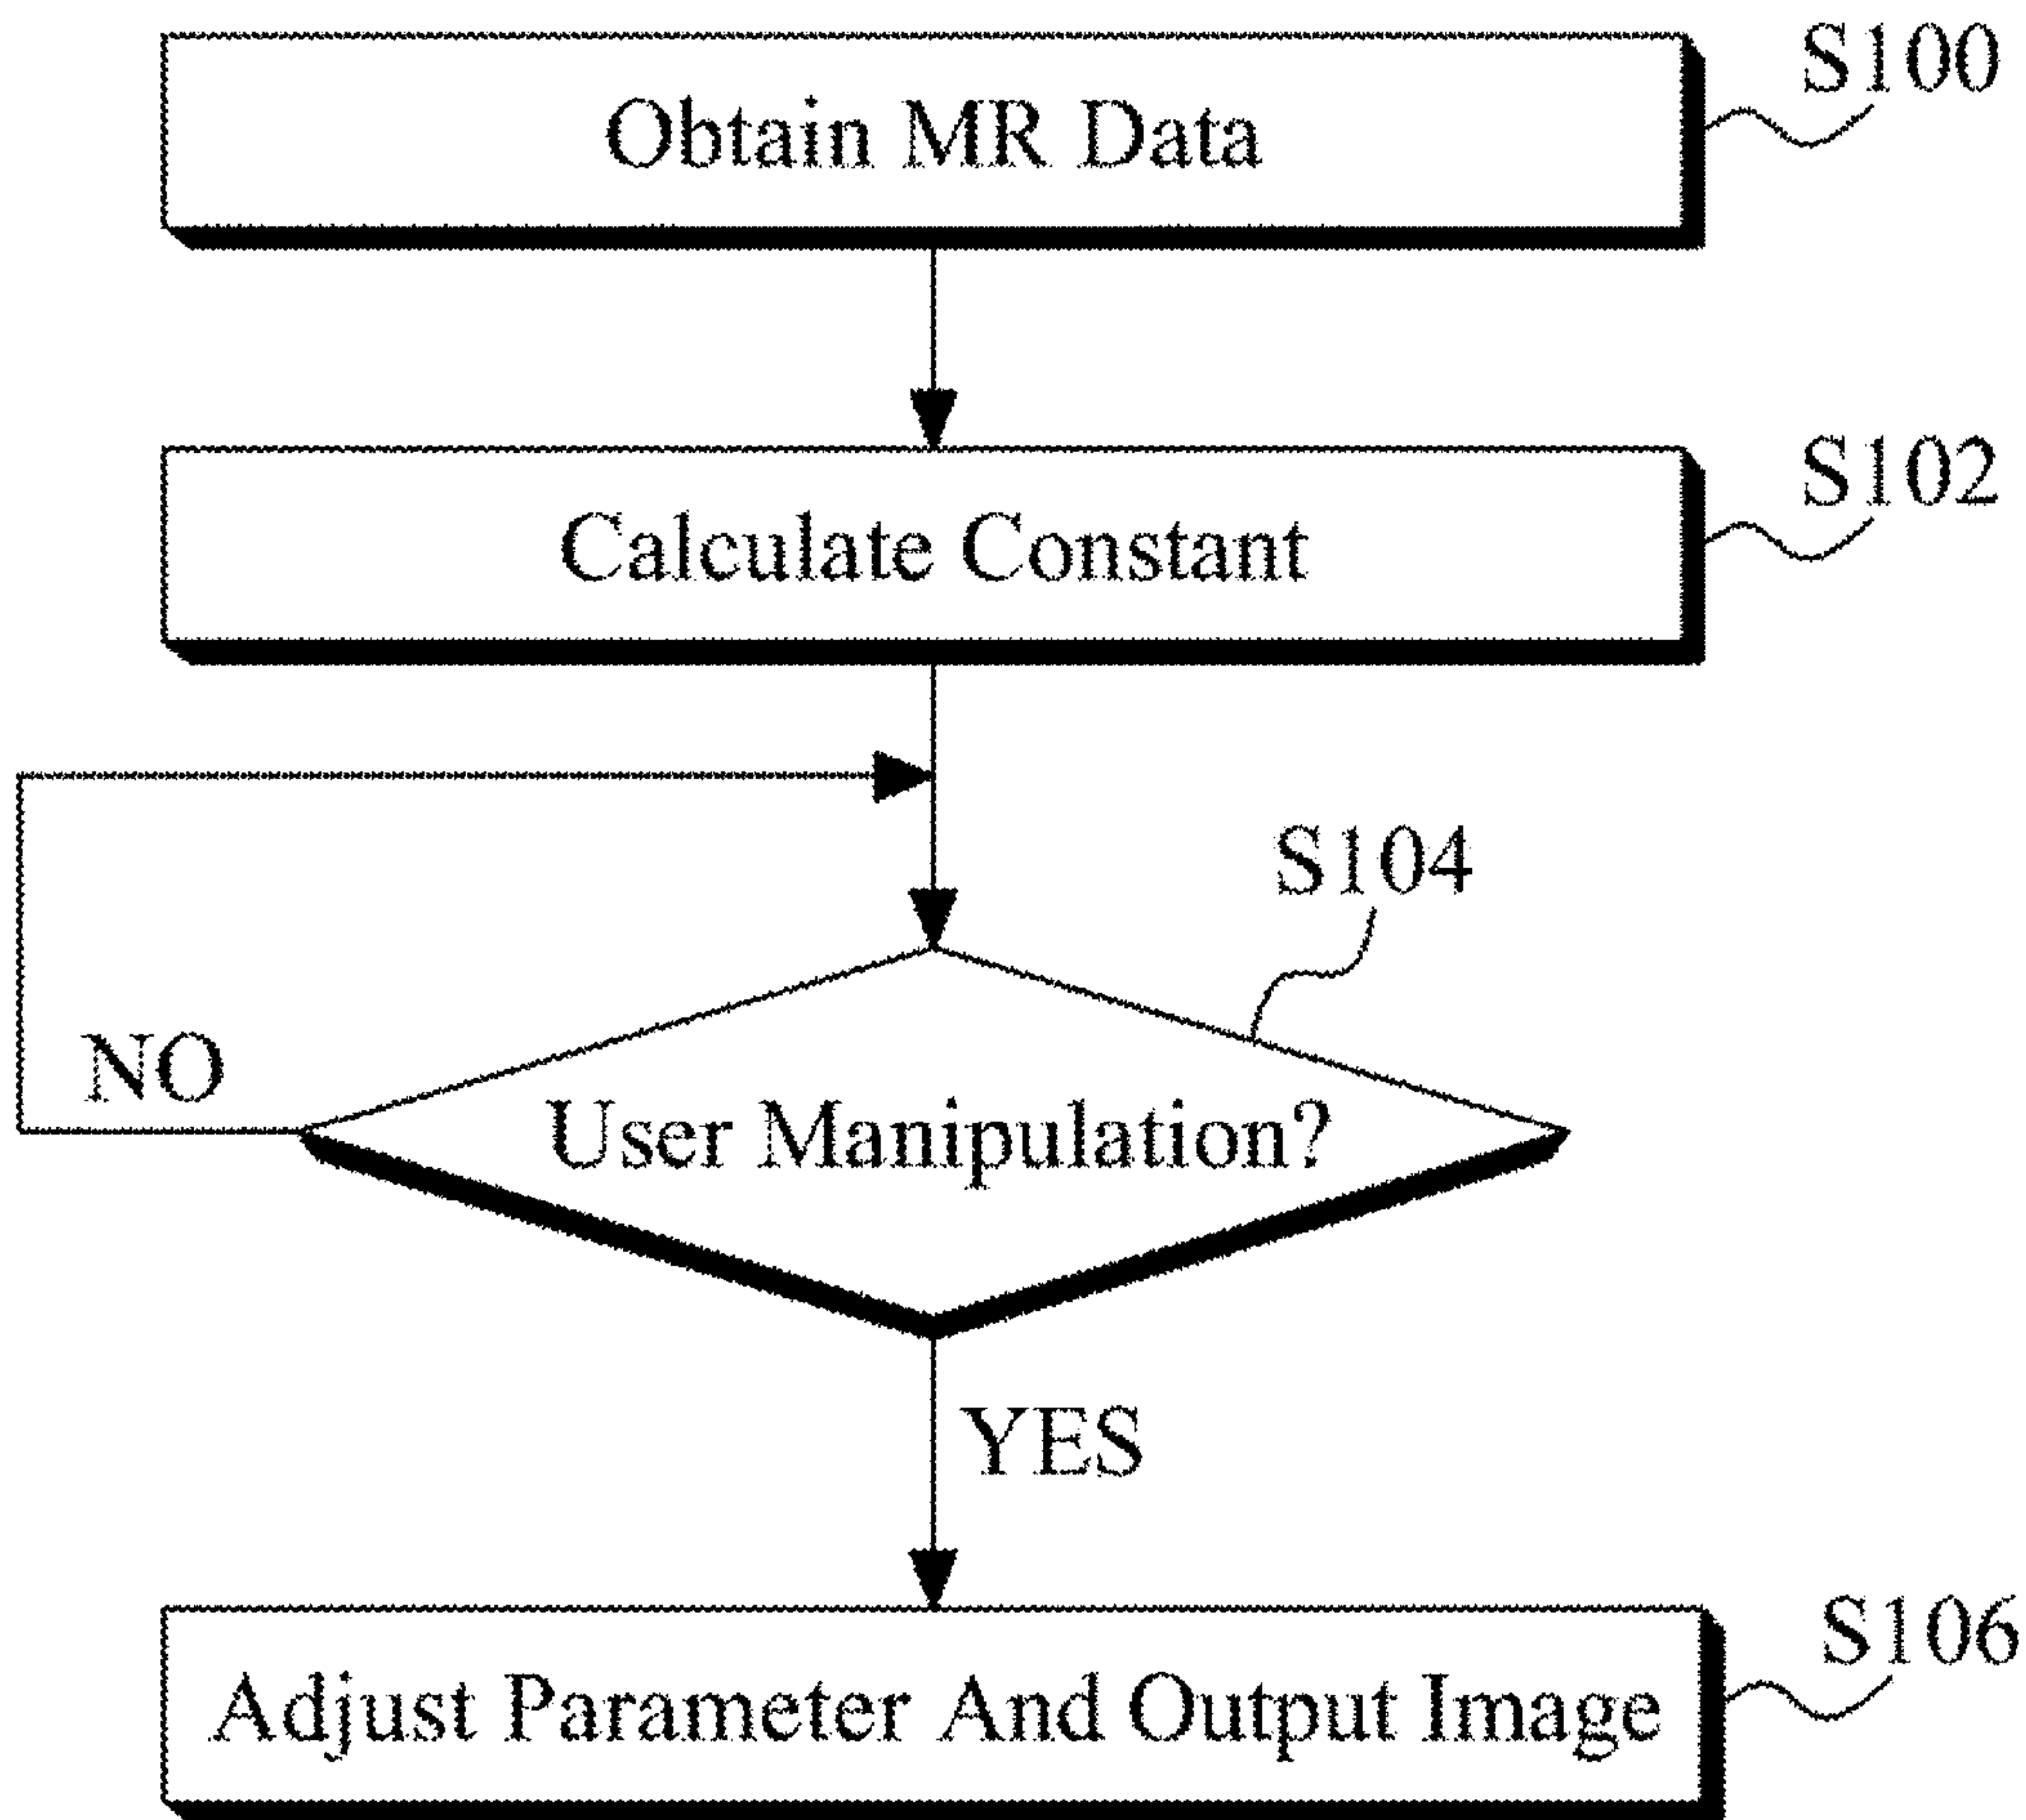 S100
Obtain MR Data
S102
Calculate Constant
S104
NO
User Manipulation?
YES
S106
Adjust Parameter And Output Image